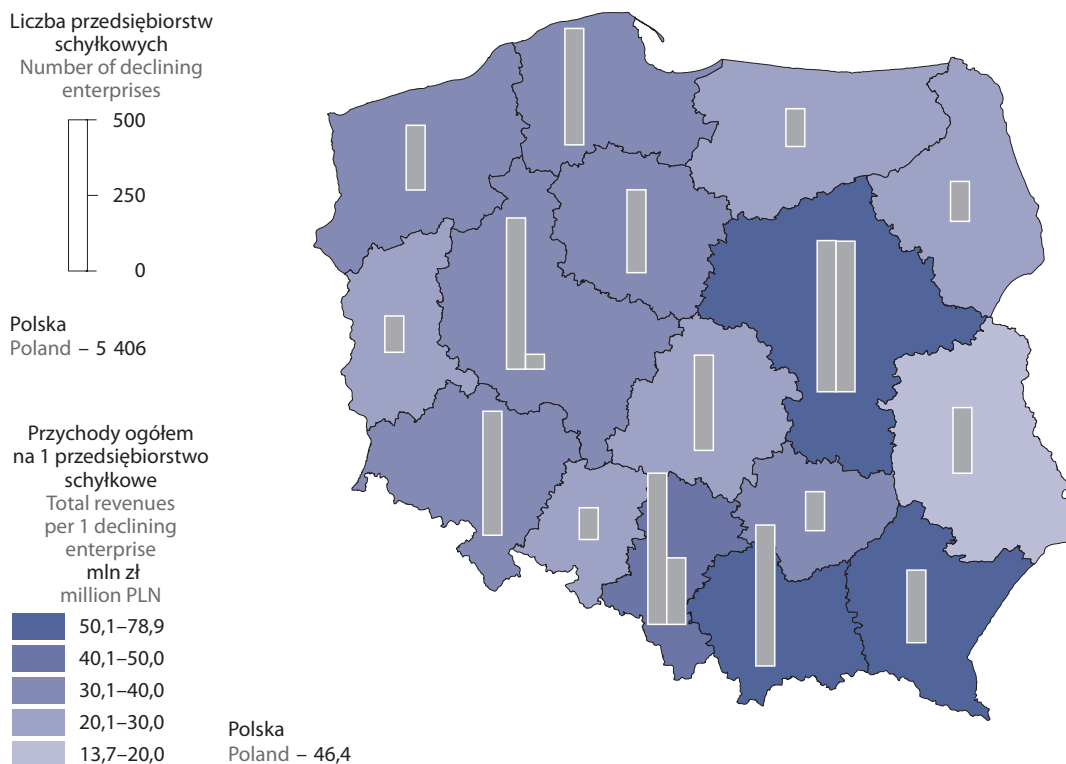 Liczba przedsiębiorstw
schyłkowych
Number of declining
enterprises
500
250
0
Polska
Poland – 5 406
Przychody ogółem
na 1 przedsiębiorstwo
schyłkowe
Total revenues
per 1 declining
enterprise
mln zł
million PLN
50,1–78,9
40,1–50,0
30,1–40,0
20,1–30,0
13,7–20,0
Polska
Poland – 46,4